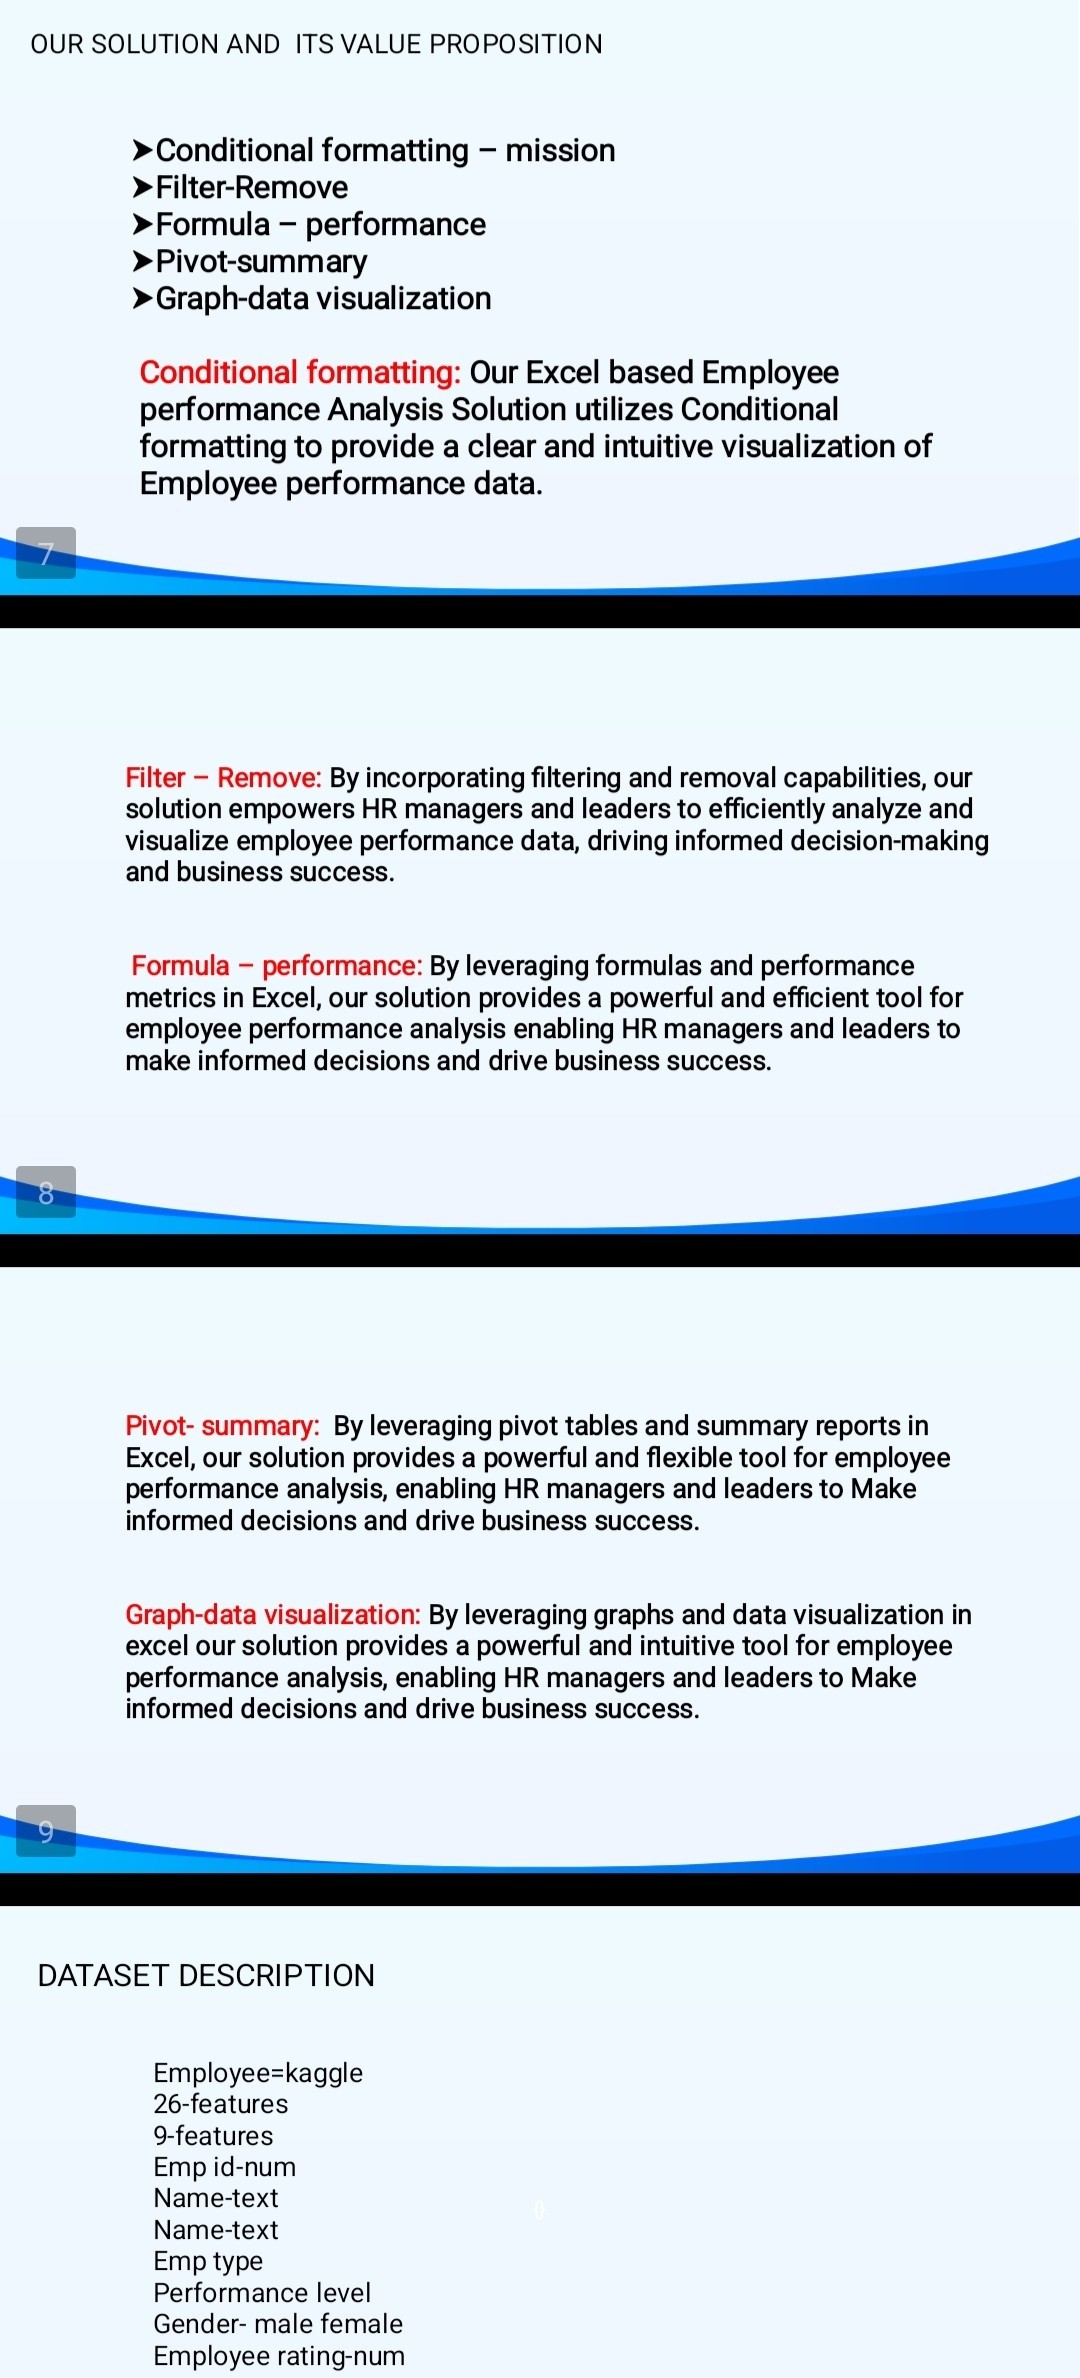 OUR SOLUTION AND ITS VALUE PROPOSITION
➤Conditional formatting – mission
➤Filter-Remove
➤Formula – performance
➤Pivot-summary
➤Graph-data visualization
Conditional formatting: Our Excel based Employee
performance Analysis Solution utilizes Conditional
formatting to provide a clear and intuitive visualization of
Employee performance data.
7
Filter – Remove: By incorporating filtering and removal capabilities, our
solution empowers HR managers and leaders to efficiently analyze and
visualize employee performance data, driving informed decision-making
and business success.
Formula – performance: By leveraging formulas and performance
metrics in Excel, our solution provides a powerful and efficient tool for
employee performance analysis enabling HR managers and leaders to
make informed decisions and drive business success.
8
Pivot- summary: By leveraging pivot tables and summary reports in
Excel, our solution provides a powerful and flexible tool for employee
performance analysis, enabling HR managers and leaders to Make
informed decisions and drive business success.
Graph-data visualization: By leveraging graphs and data visualization in
excel our solution provides a powerful and intuitive tool for employee
performance analysis, enabling HR managers and leaders to Make
informed decisions and drive business success.
9
DATASET DESCRIPTION
Employee=kaggle
26-features
9-features
Emp id-num
Name-text
Name-text
Emp type
Performance level
Gender- male female
Employee rating-num